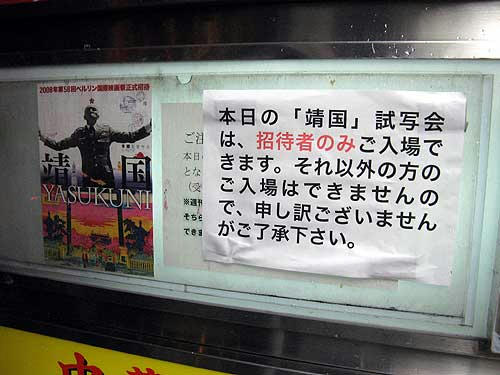 2008年第58回ベルリン国際映画祭正式招待
靖 国
YASUKUNI
本日の「靖国」試写会
は、招待者のみご入場で
きます。それ以外の方の
ご入場はできませんの
で、申し訳ございません
がご了承下さい。
ご注
本日
とな
(受
※週刊
そちら
できま